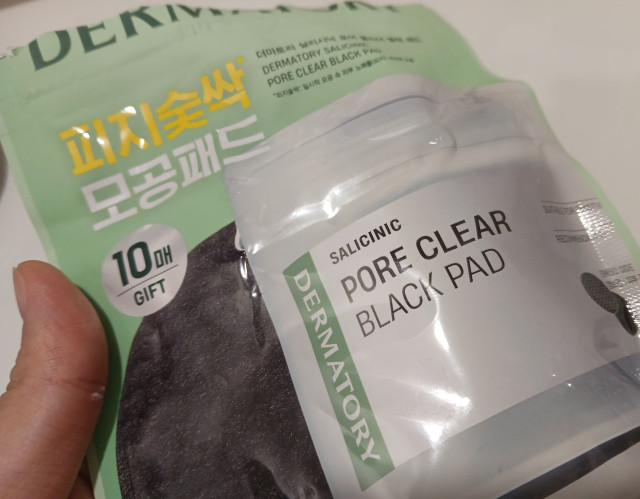 DERMATORY
DERMATORY SALICINIC
PORE CLEAR BLACK PAD
피지숯싹*
모공패드
10매
GIFT
SALICINIC
PORE CLEAR
BLACK PAD
DERMATORY